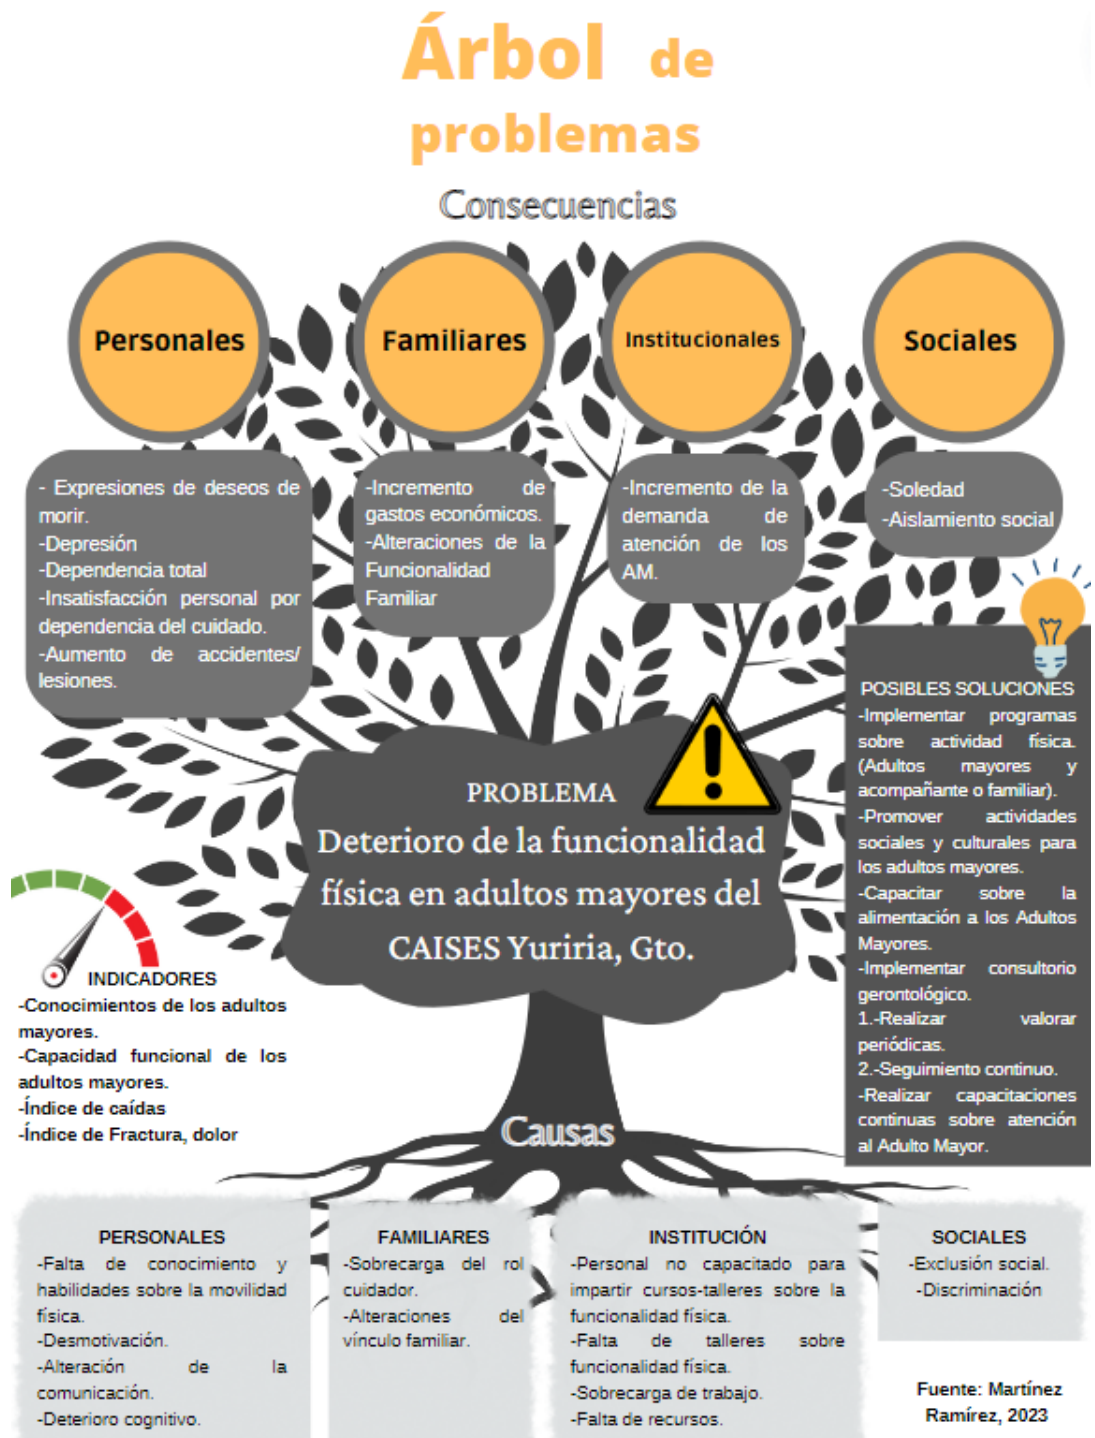 Árbol de
problemas
Consecuencias
Personales
- Expresiones de deseos de
morir.
-Depresión
-Dependencia total
-Insatisfacción personal por
dependencia del cuidado.
-Aumento de accidentes/
lesiones.
Familiares
-Incremento de
gastos económicos.
-Alteraciones de la
Funcionalidad
Familiar
Institucionales
-Incremento de la
demanda de
atención de los
AM.
Sociales
-Soledad
-Aislamiento social
PROBLEMA
Deterioro de la funcionalidad
física en adultos mayores del
CAISES Yuriria, Gto.
POSIBLES SOLUCIONES
-Implementar programas
sobre actividad física.
(Adultos mayores y
acompañante o familiar).
-Promover actividades
sociales y culturales para
los adultos mayores.
-Capacitar sobre la
alimentación a los Adultos
Mayores.
-Implementar consultorio
gerontológico.
1.-Realizar valorar
periódicas.
2.-Seguimiento continuo.
-Realizar capacitaciones
continuas sobre atención
al Adulto Mayor.
INDICADORES
-Conocimientos de los adultos
mayores.
-Capacidad funcional de los
adultos mayores.
-Índice de caídas
-Índice de Fractura, dolor
Causas
PERSONALES
-Falta de conocimiento y
habilidades sobre la movilidad
física.
-Desmotivación.
-Alteración de la
comunicación.
-Deterioro cognitivo.
FAMILIARES
-Sobrecarga del rol
cuidador.
-Alteraciones del
vínculo familiar.
INSTITUCIÓN
-Personal no capacitado para
impartir cursos-talleres sobre la
funcionalidad física.
-Falta de talleres sobre
funcionalidad física.
-Sobrecarga de trabajo.
-Falta de recursos.
SOCIALES
-Exclusión social.
-Discriminación
Fuente: Martínez
Ramírez, 2023